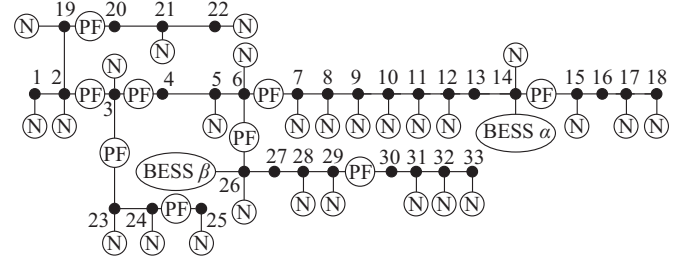 19 20 21 22
N PF
N N
1 2 N 4 5 6 7 8 9 10 11 12 13 14 N 15 16 17 18
PF PF PF PF
3
N N N N N N N N N N BESS α N N N
PF PF
BESS β 27 28 29 30 31 32 33
PF
26
N N N N N N
23 24 PF 25
N N N